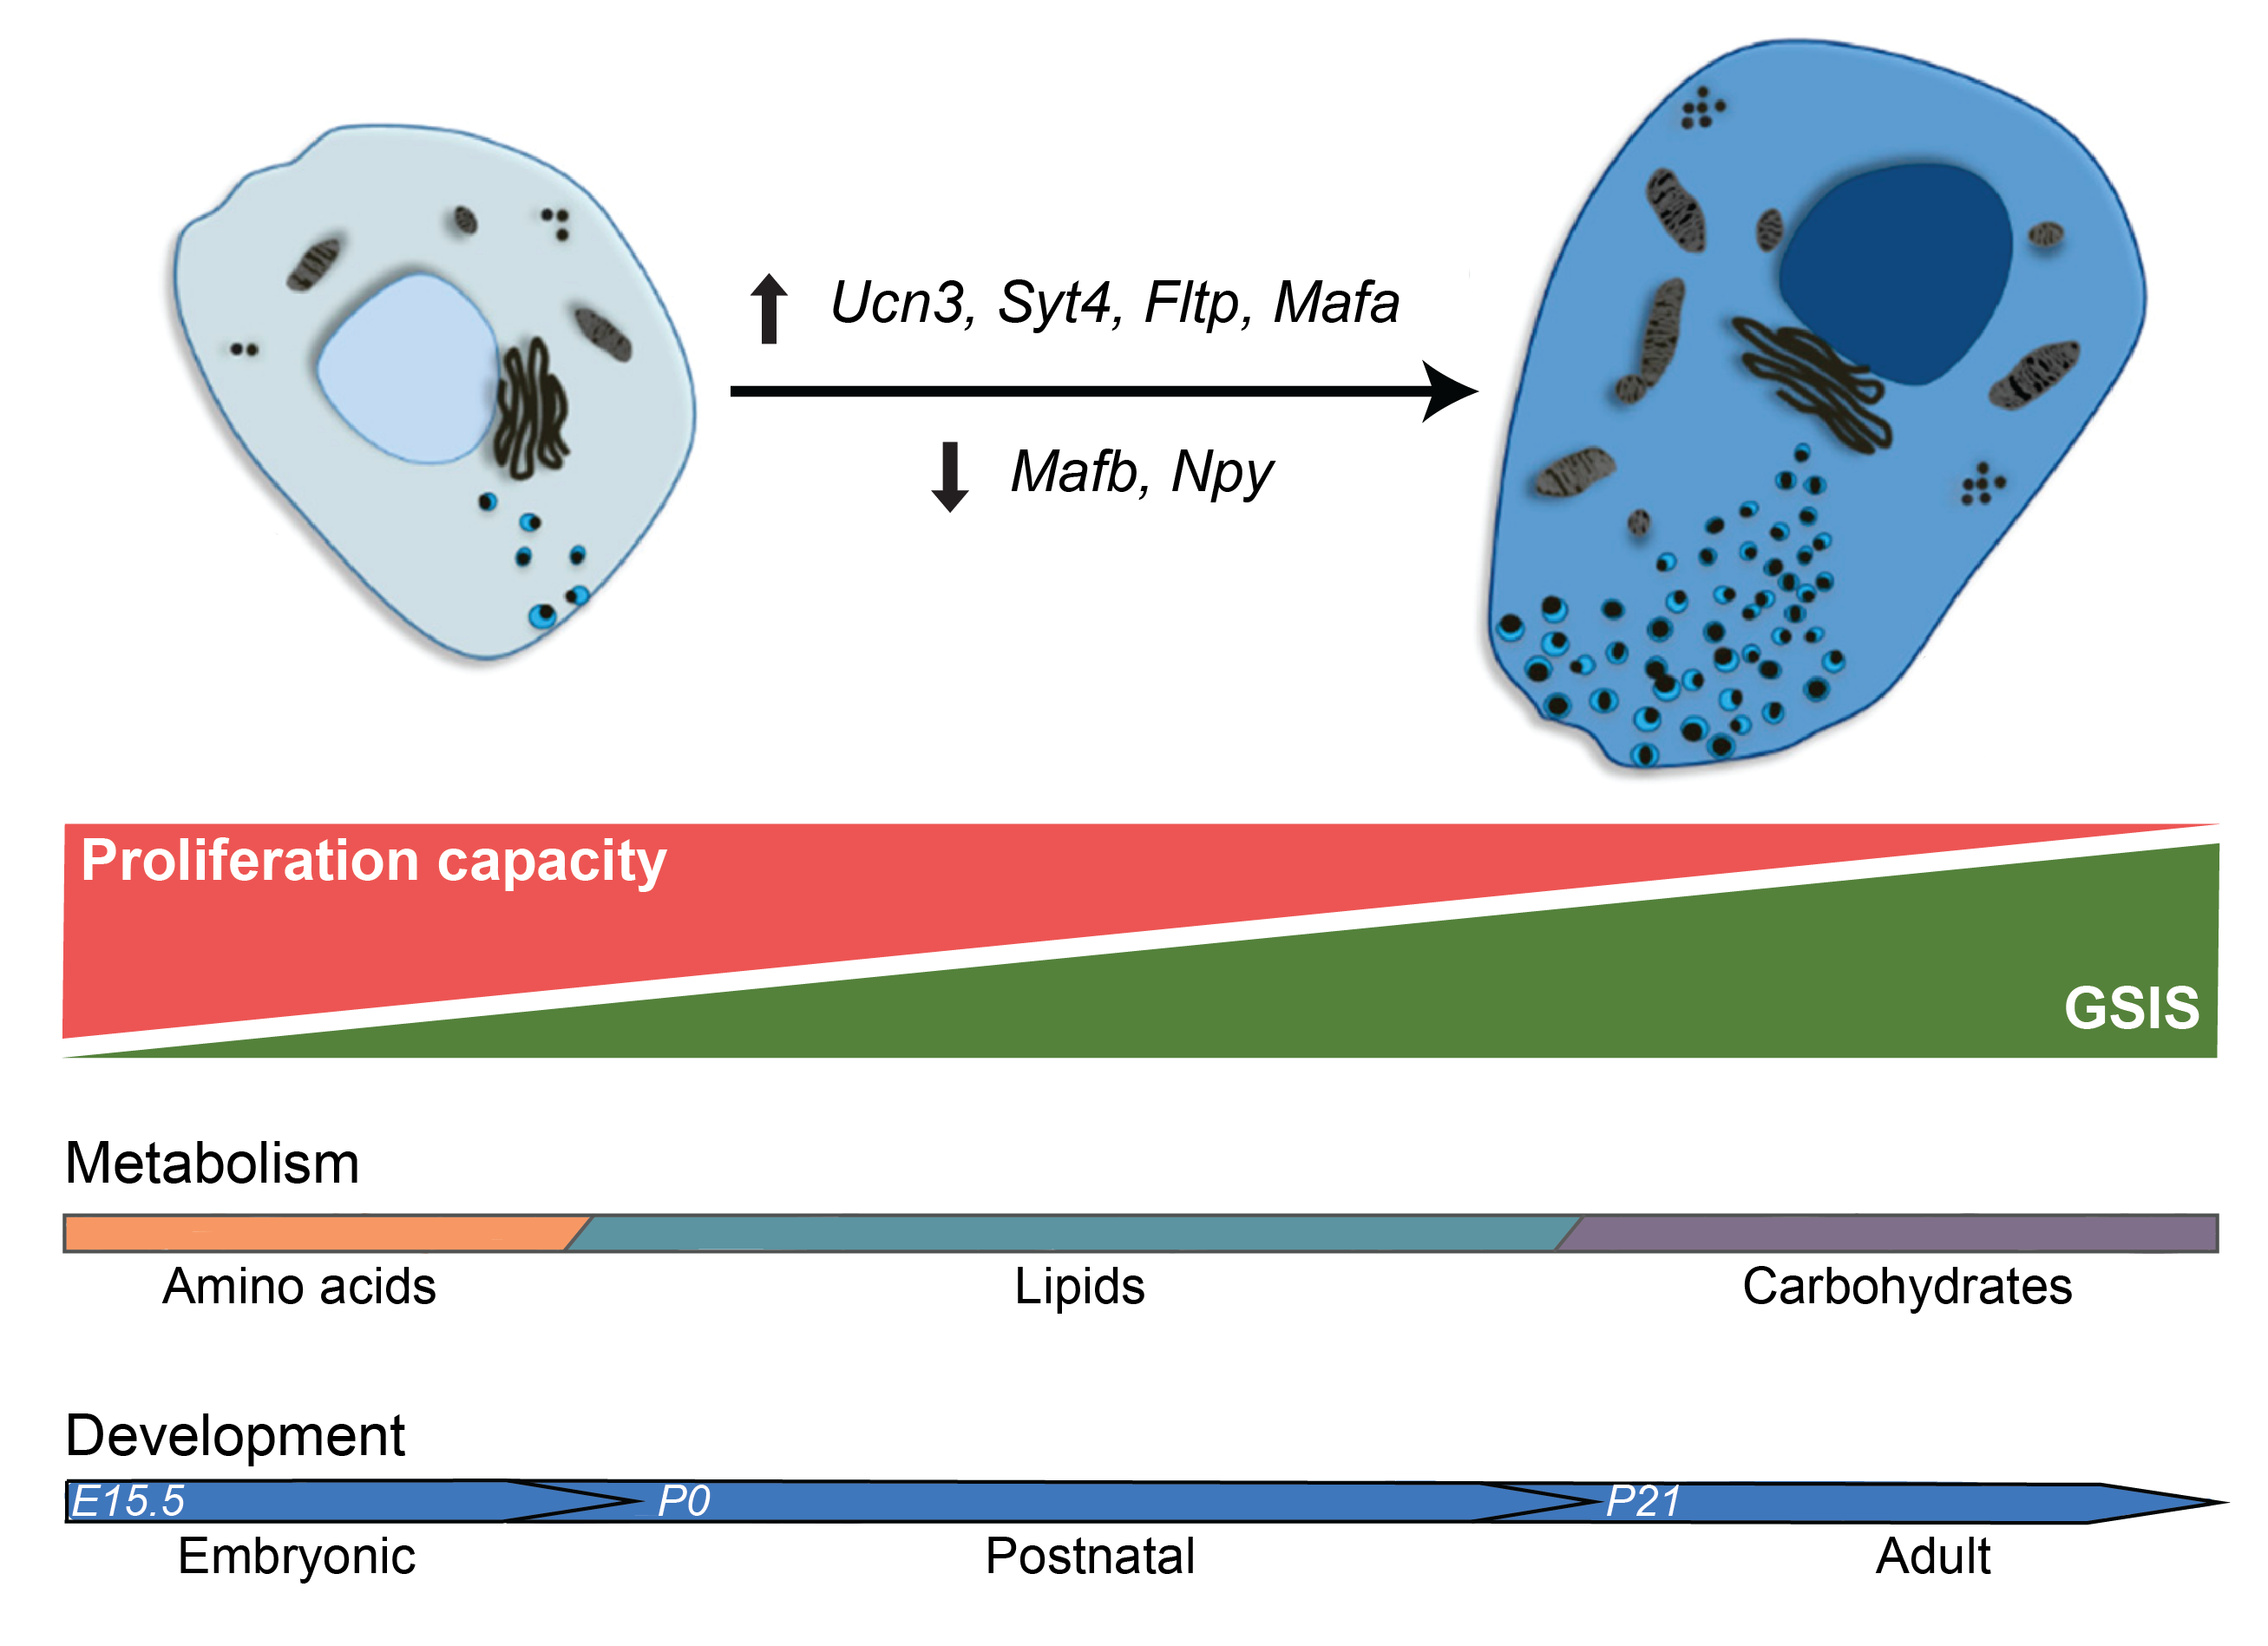 Ucn3, Syt4, Fltp, Mafa
Mafb, Npy
Proliferation capacity
GSIS
Metabolism
Amino acids Lipids Carbohydrates
Development
E15.5 P0 P21
Embryonic Postnatal Adult